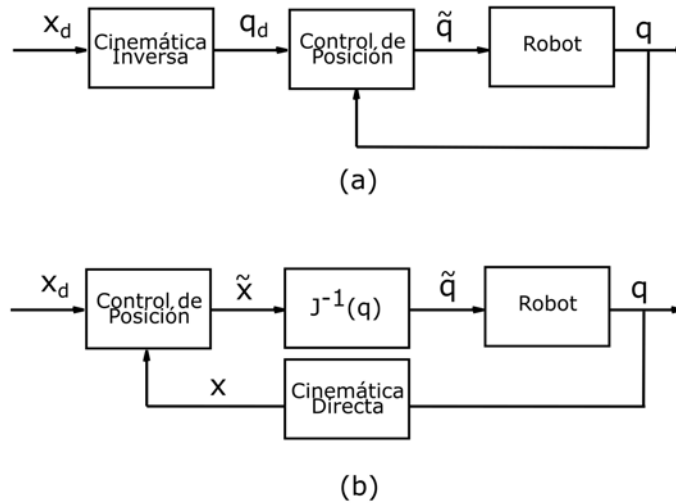 x_d
Cinemática
Inversa
q_d
Control de
Posición
q̃
Robot
q
(a)
x_d
Control de
Posición
x̃
J⁻¹(q)
q̃
Robot
q
x
Cinemática
Directa
(b)